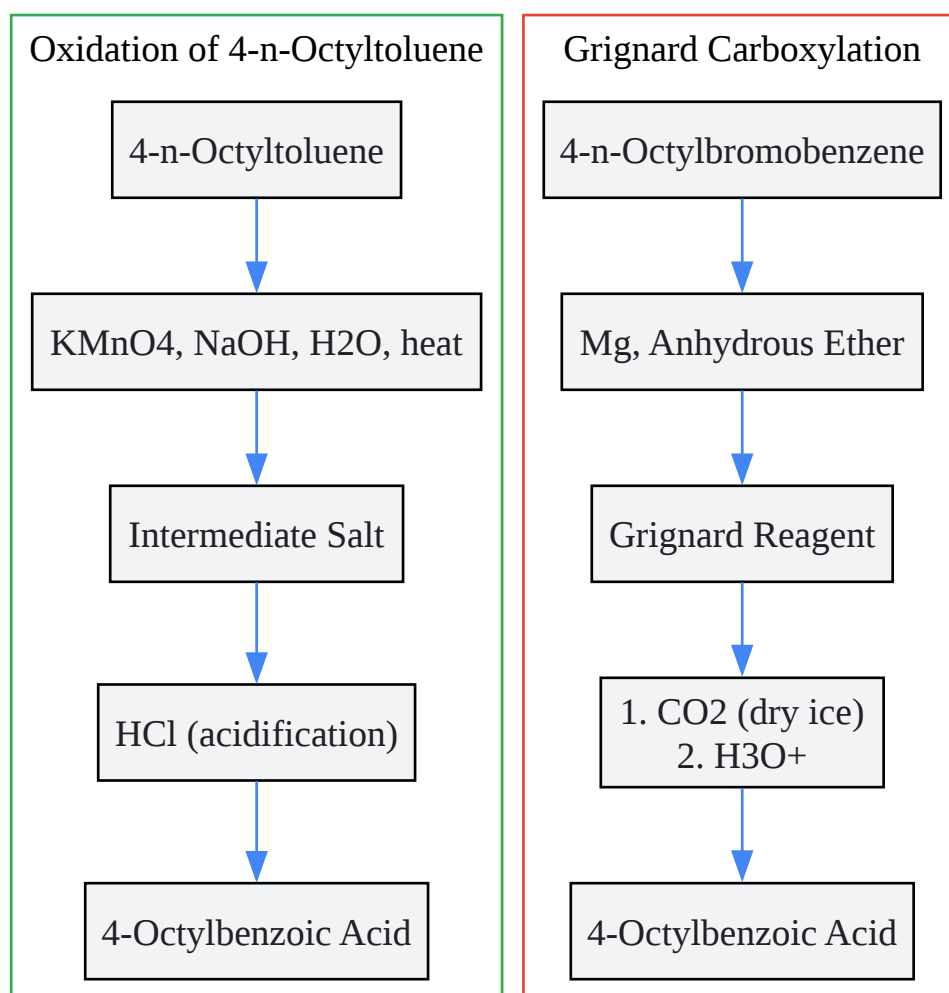 Oxidation of 4-n-Octyltoluene
4-n-Octyltoluene
KMnO4, NaOH, H2O, heat
Intermediate Salt
HCl (acidification)
4-Octylbenzoic Acid
Grignard Carboxylation
4-n-Octylbromobenzene
Mg, Anhydrous Ether
Grignard Reagent
1. CO2 (dry ice)
2. H3O+
4-Octylbenzoic Acid